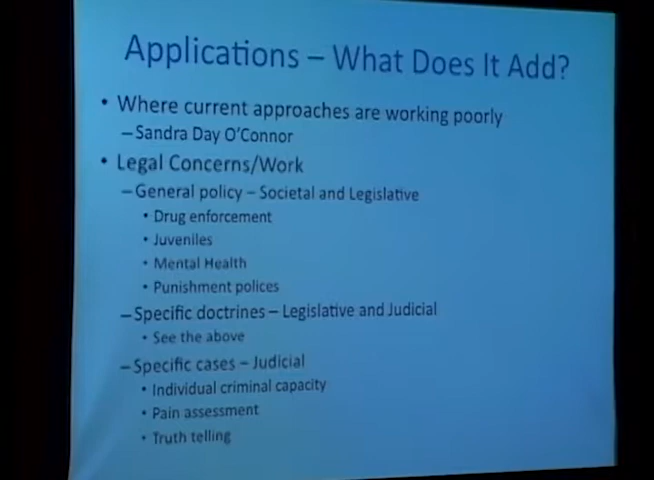 Applications – What Does It Add?
• Where current approaches are working poorly
– Sandra Day O'Connor
• Legal Concerns/Work
– General policy – Societal and Legislative
• Drug enforcement
• Juveniles
• Mental Health
• Punishment polices
– Specific doctrines – Legislative and Judicial
• See the above
– Specific cases – Judicial
• Individual criminal capacity
• Pain assessment
• Truth telling